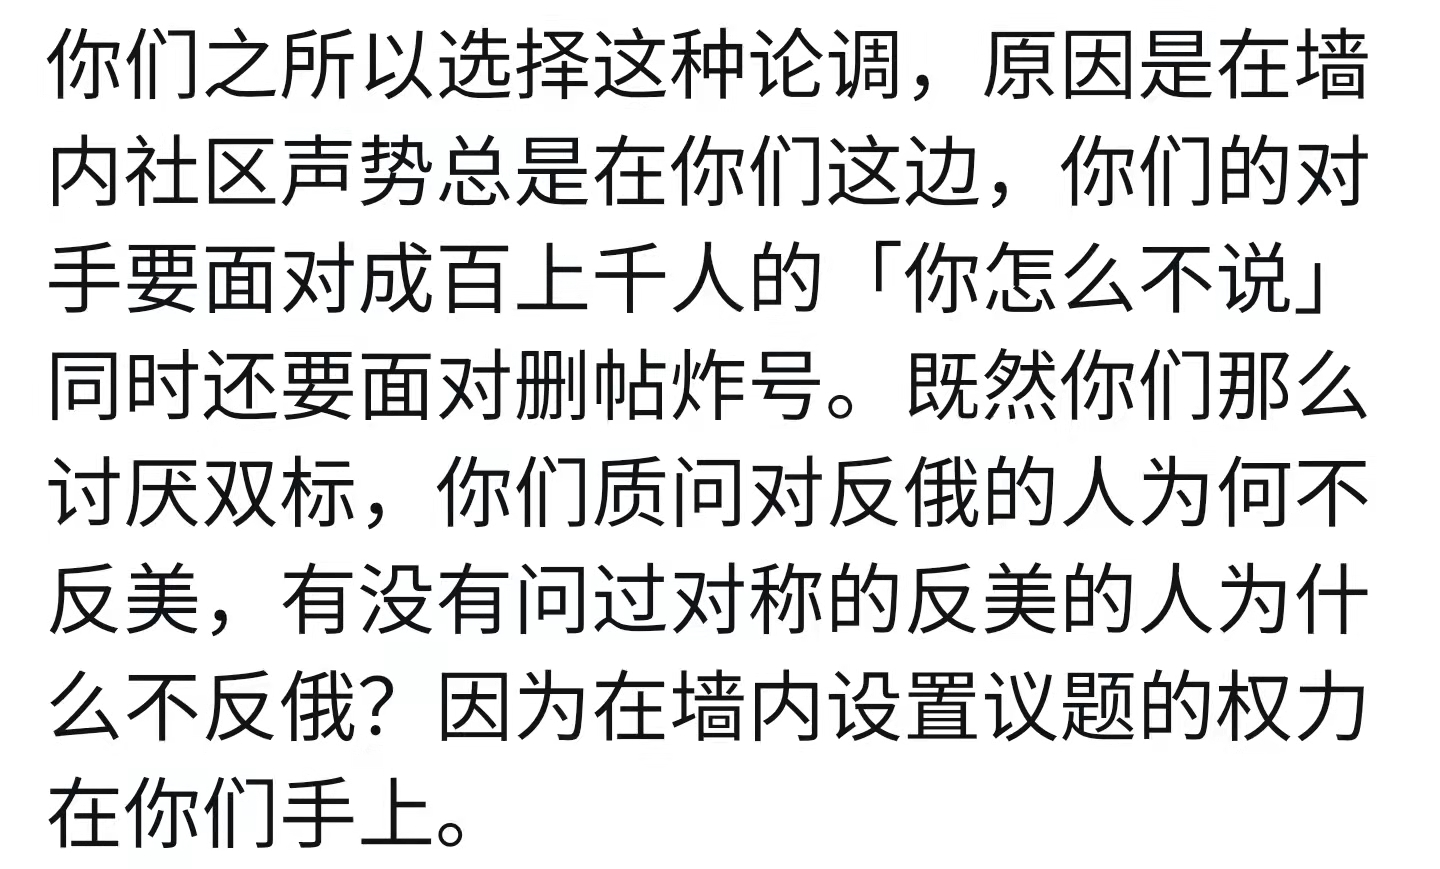 你们之所以选择这种论调，原因是在墙
内社区声势总是在你们这边，你们的对
手要面对成百上千人的「你怎么不说」
同时还要面对删帖炸号。既然你们那么
讨厌双标，你们质问对反俄的人为何不
反美，有没有问过对称的反美的人为什
么不反俄？因为在墙内设置议题的权力
在你们手上。